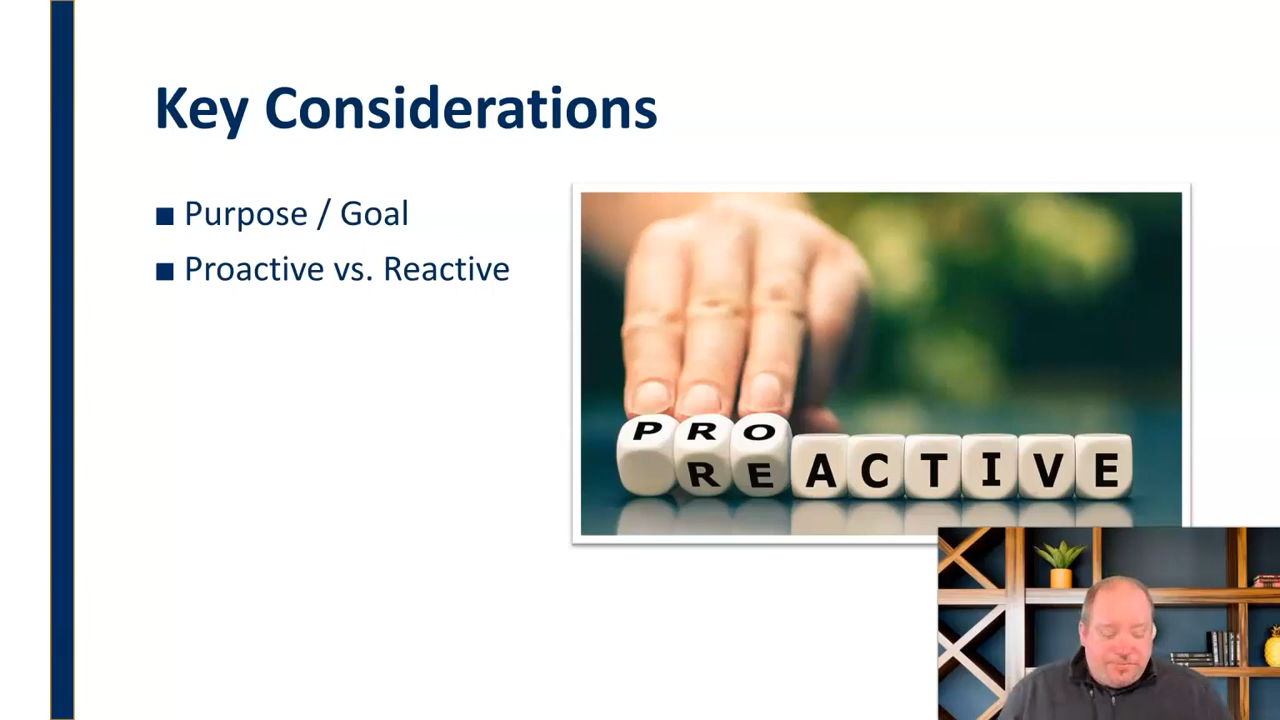 Key Considerations
■ Purpose / Goal
■ Proactive vs. Reactive
PRO
REACTIVE